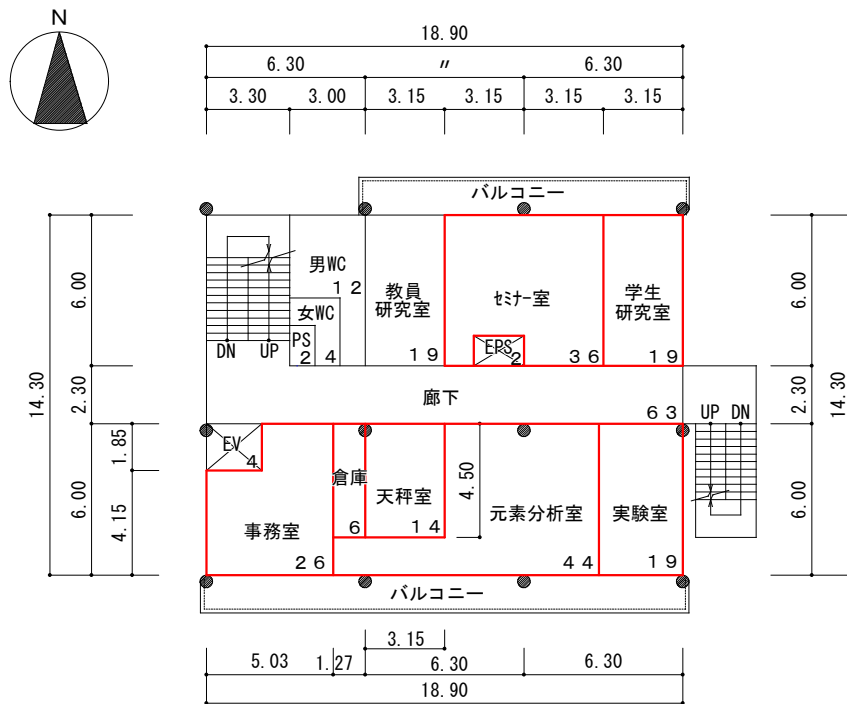 N
18.90
6.30 〃 6.30
3.30 3.00 3.15 3.15 3.15 3.15
バルコニー
男WC
12
女WC
PS
2 4
DN UP
教員
研究室
19
セミナー室
EPS
2
36
学生
研究室
19
廊下
63
UP DN
EV
4
事務室
26
倉庫
6
天秤室
14
4.50
元素分析室
44
実験室
19
バルコニー
14.30
6.00
2.30
6.00
1.85
4.15
6.00
2.30
6.00
14.30
3.15
5.03 1.27 6.30 6.30
18.90